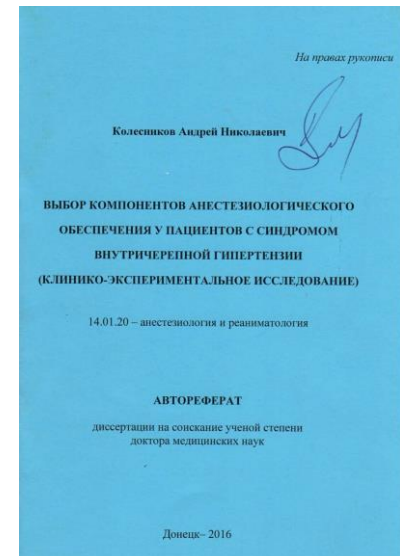 На правах рукописи
Колесников Андрей Николаевич
ВЫБОР КОМПОНЕНТОВ АНЕСТЕЗИОЛОГИЧЕСКОГО
ОБЕСПЕЧЕНИЯ У ПАЦИЕНТОВ С СИНДРОМОМ
ВНУТРИЧЕРЕПНОЙ ГИПЕРТЕНЗИИ
(КЛИНИКО-ЭКСПЕРИМЕНТАЛЬНОЕ ИССЛЕДОВАНИЕ)
14.01.20 – анестезиология и реаниматология
АВТОРЕФЕРАТ
диссертации на соискание ученой степени
доктора медицинских наук
Донецк– 2016